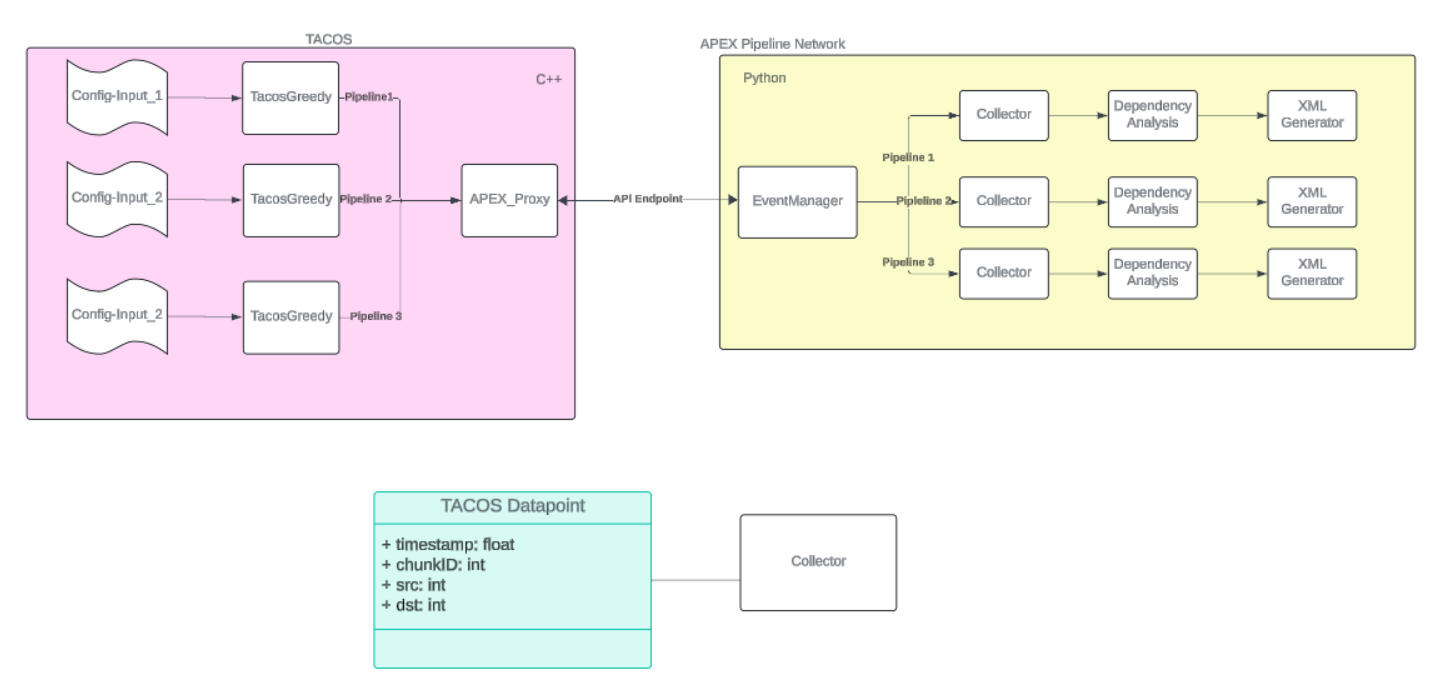 TACOS
C++
Config-Input_1
TacosGreedy
Pipeline1
Config-Input_2
TacosGreedy
Pipeline 2
APEX_Proxy
Config-Input_2
TacosGreedy
Pipeline 3
API Endpoint
APEX Pipeline Network
Python
EventManager
Pipeline 1
Collector
Dependency
Analysis
XML
Generator
Pipleline 2
Collector
Dependency
Analysis
XML
Generator
Pipeline 3
Collector
Dependency
Analysis
XML
Generator
TACOS Datapoint
+ timestamp: float
+ chunkID: int
+ src: int
+ dst: int
Collector